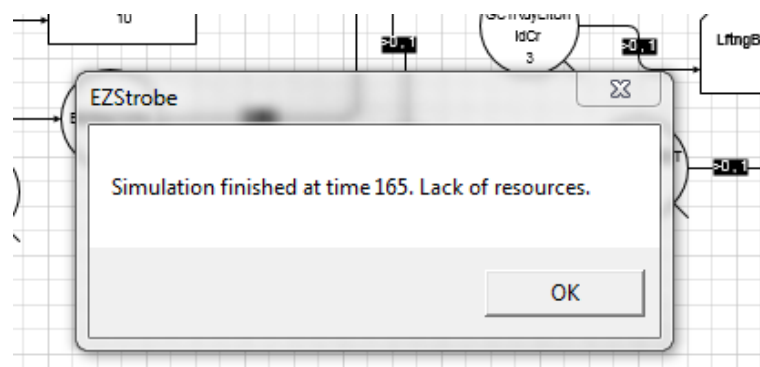 10
IdCr
3
>0.1
>0.1
LftngB
EZStrobe
Simulation finished at time 165. Lack of resources.
T
>0.1
OK